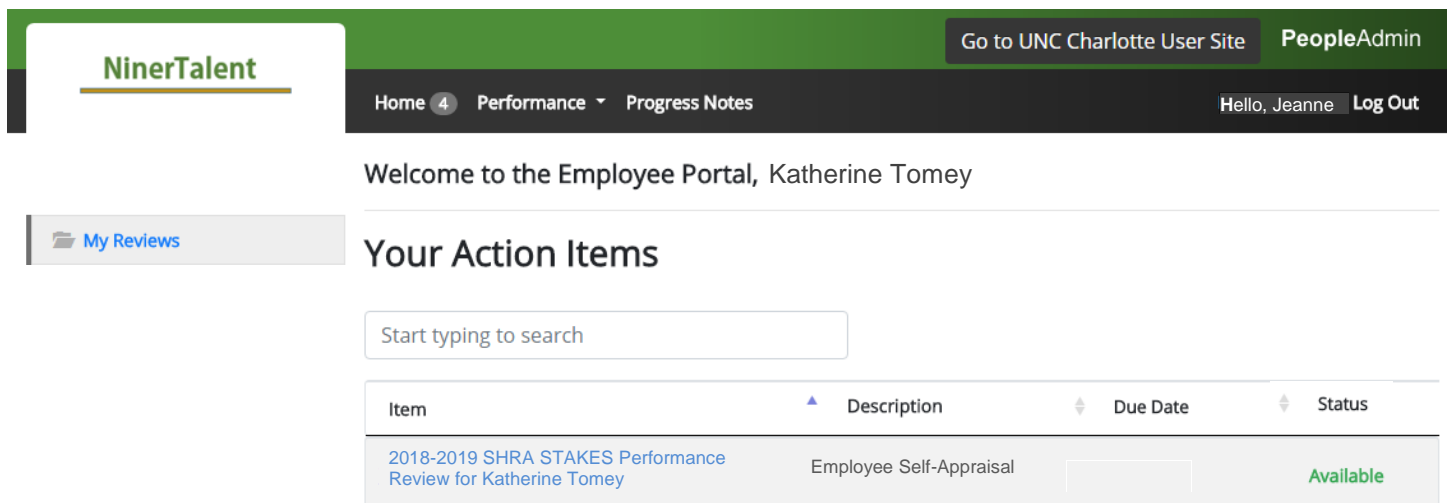 Go to UNC Charlotte User Site PeopleAdmin
NinerTalent
Home 4 Performance Progress Notes Hello, Jeanne Log Out
Welcome to the Employee Portal, Katherine Tomey
My Reviews
Your Action Items
Start typing to search
Item Description Due Date Status
2018-2019 SHRA STAKES Performance
Review for Katherine Tomey
Employee Self-Appraisal
Available